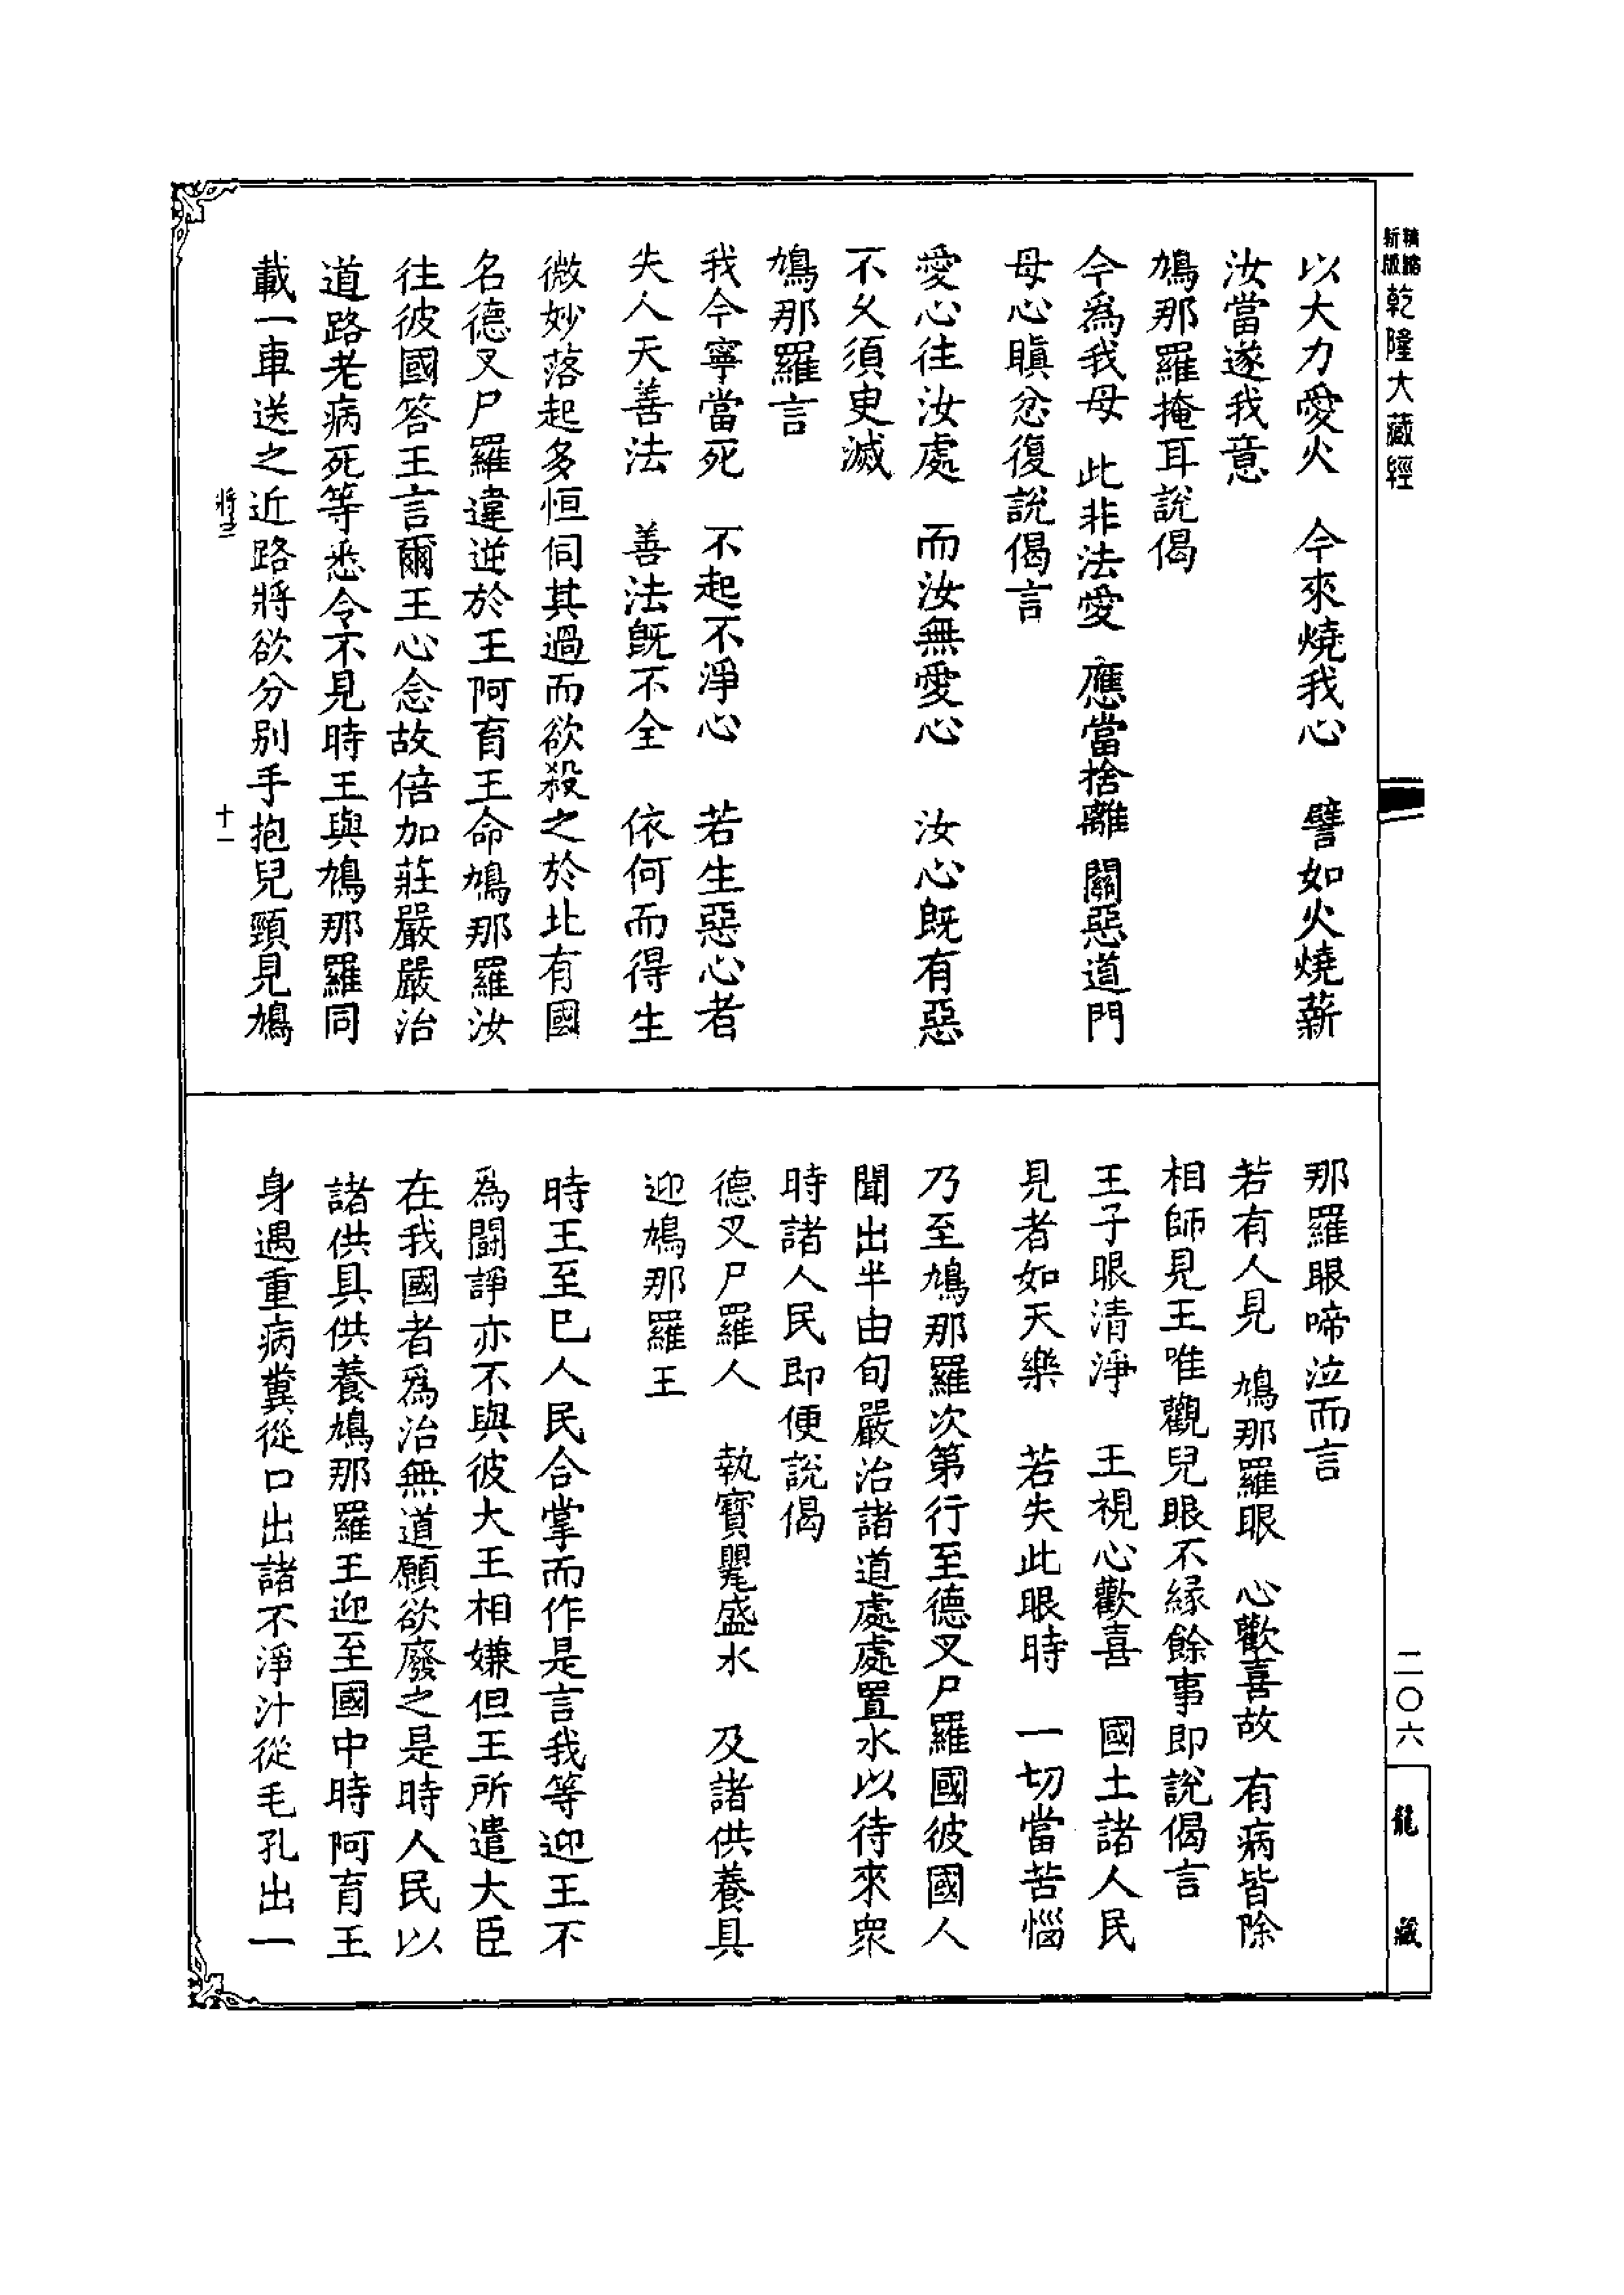 新版
乾隆大藏經
以大力愛火　今來燒我心　譬如火燒薪
汝當遂我意
鳩那羅掩耳説偈
今爲我母　此非法愛　應當捨離　關惡道門
母心瞋忿復説偈言
愛心往汝處　而汝無愛心　汝心旣有惡
不久須臾滅
鳩那羅言
我今寧當死　不起不淨心　若生惡心者
失人天善法　善法旣不全　依何而得生
微妙落起多恒伺其過而欲殺之於北有國
名德叉尸羅違逆於王阿育王命鳩那羅汝
往彼國答王言爾王心念故倍加莊嚴嚴治
道路老病死等悉令不見時王與鳩那羅同
載一車送之近路將欲分别手抱兒頸見鳩
將三　十一
那羅眼啼泣而言
若有人見　鳩那羅眼　心歡喜故　有病皆除
相師見王唯觀兒眼不縁餘事即説偈言
王子眼清淨　王視心歡喜　國土諸人民
見者如天樂　若失此眼時　一切當苦惱
乃至鳩那羅次第行至德叉尸羅國彼國人
聞出半由旬嚴治諸道處處置水以待來衆
時諸人民即便説偈
德叉尸羅人　執寶甖盛水　及諸供養具
迎鳩那羅王
時王至已人民合掌而作是言我等迎王不
爲鬪諍亦不與彼大王相嫌但王所遣大臣
在我國者爲治無道願欲廢之是時人民以
諸供具供養鳩那羅王迎至國中時阿育王
身遇重病糞從口出諸不淨汁從毛孔出一
二〇六
龍藏